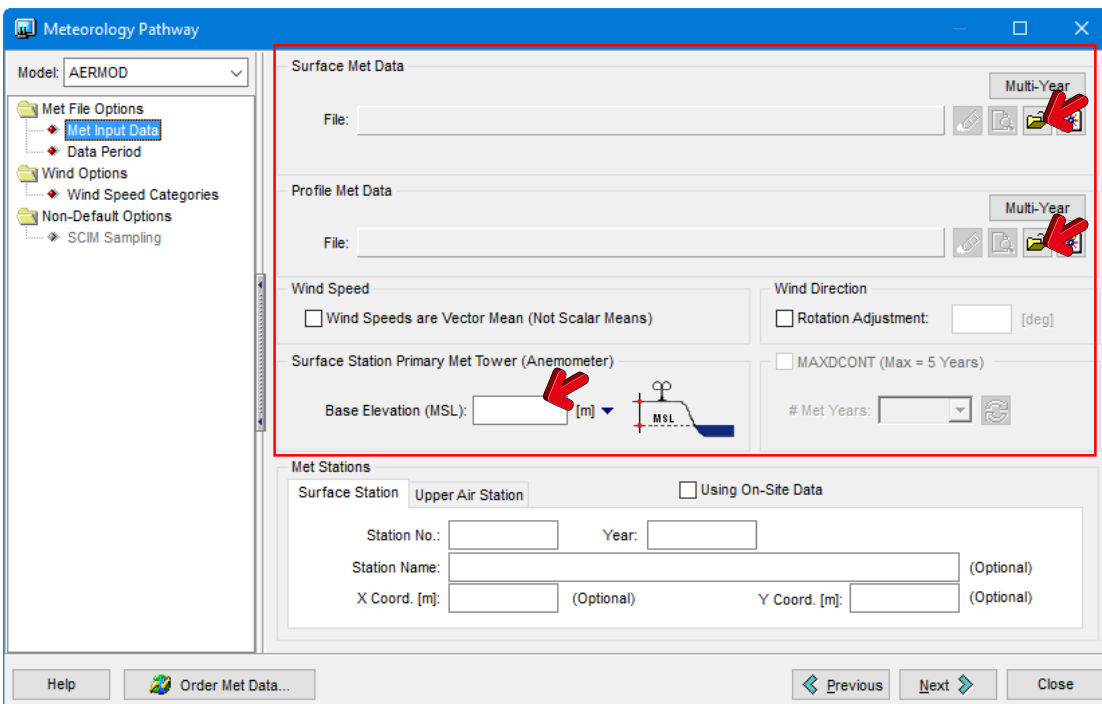 Meteorology Pathway
Model: AERMOD
Met File Options
Met Input Data
Data Period
Wind Options
Wind Speed Categories
Non-Default Options
SCIM Sampling
Surface Met Data
Multi-Year
File:
Profile Met Data
Multi-Year
File:
Wind Speed
Wind Speeds are Vector Mean (Not Scalar Means)
Wind Direction
Rotation Adjustment: [deg]
Surface Station Primary Met Tower (Anemometer)
Base Elevation (MSL): [m]
MSL
MAXDCONT (Max = 5 Years)
# Met Years:
Met Stations
Surface Station Upper Air Station
Using On-Site Data
Station No.: Year:
Station Name: (Optional)
X Coord. [m]: (Optional) Y Coord. [m]: (Optional)
Help Order Met Data... Previous Next Close